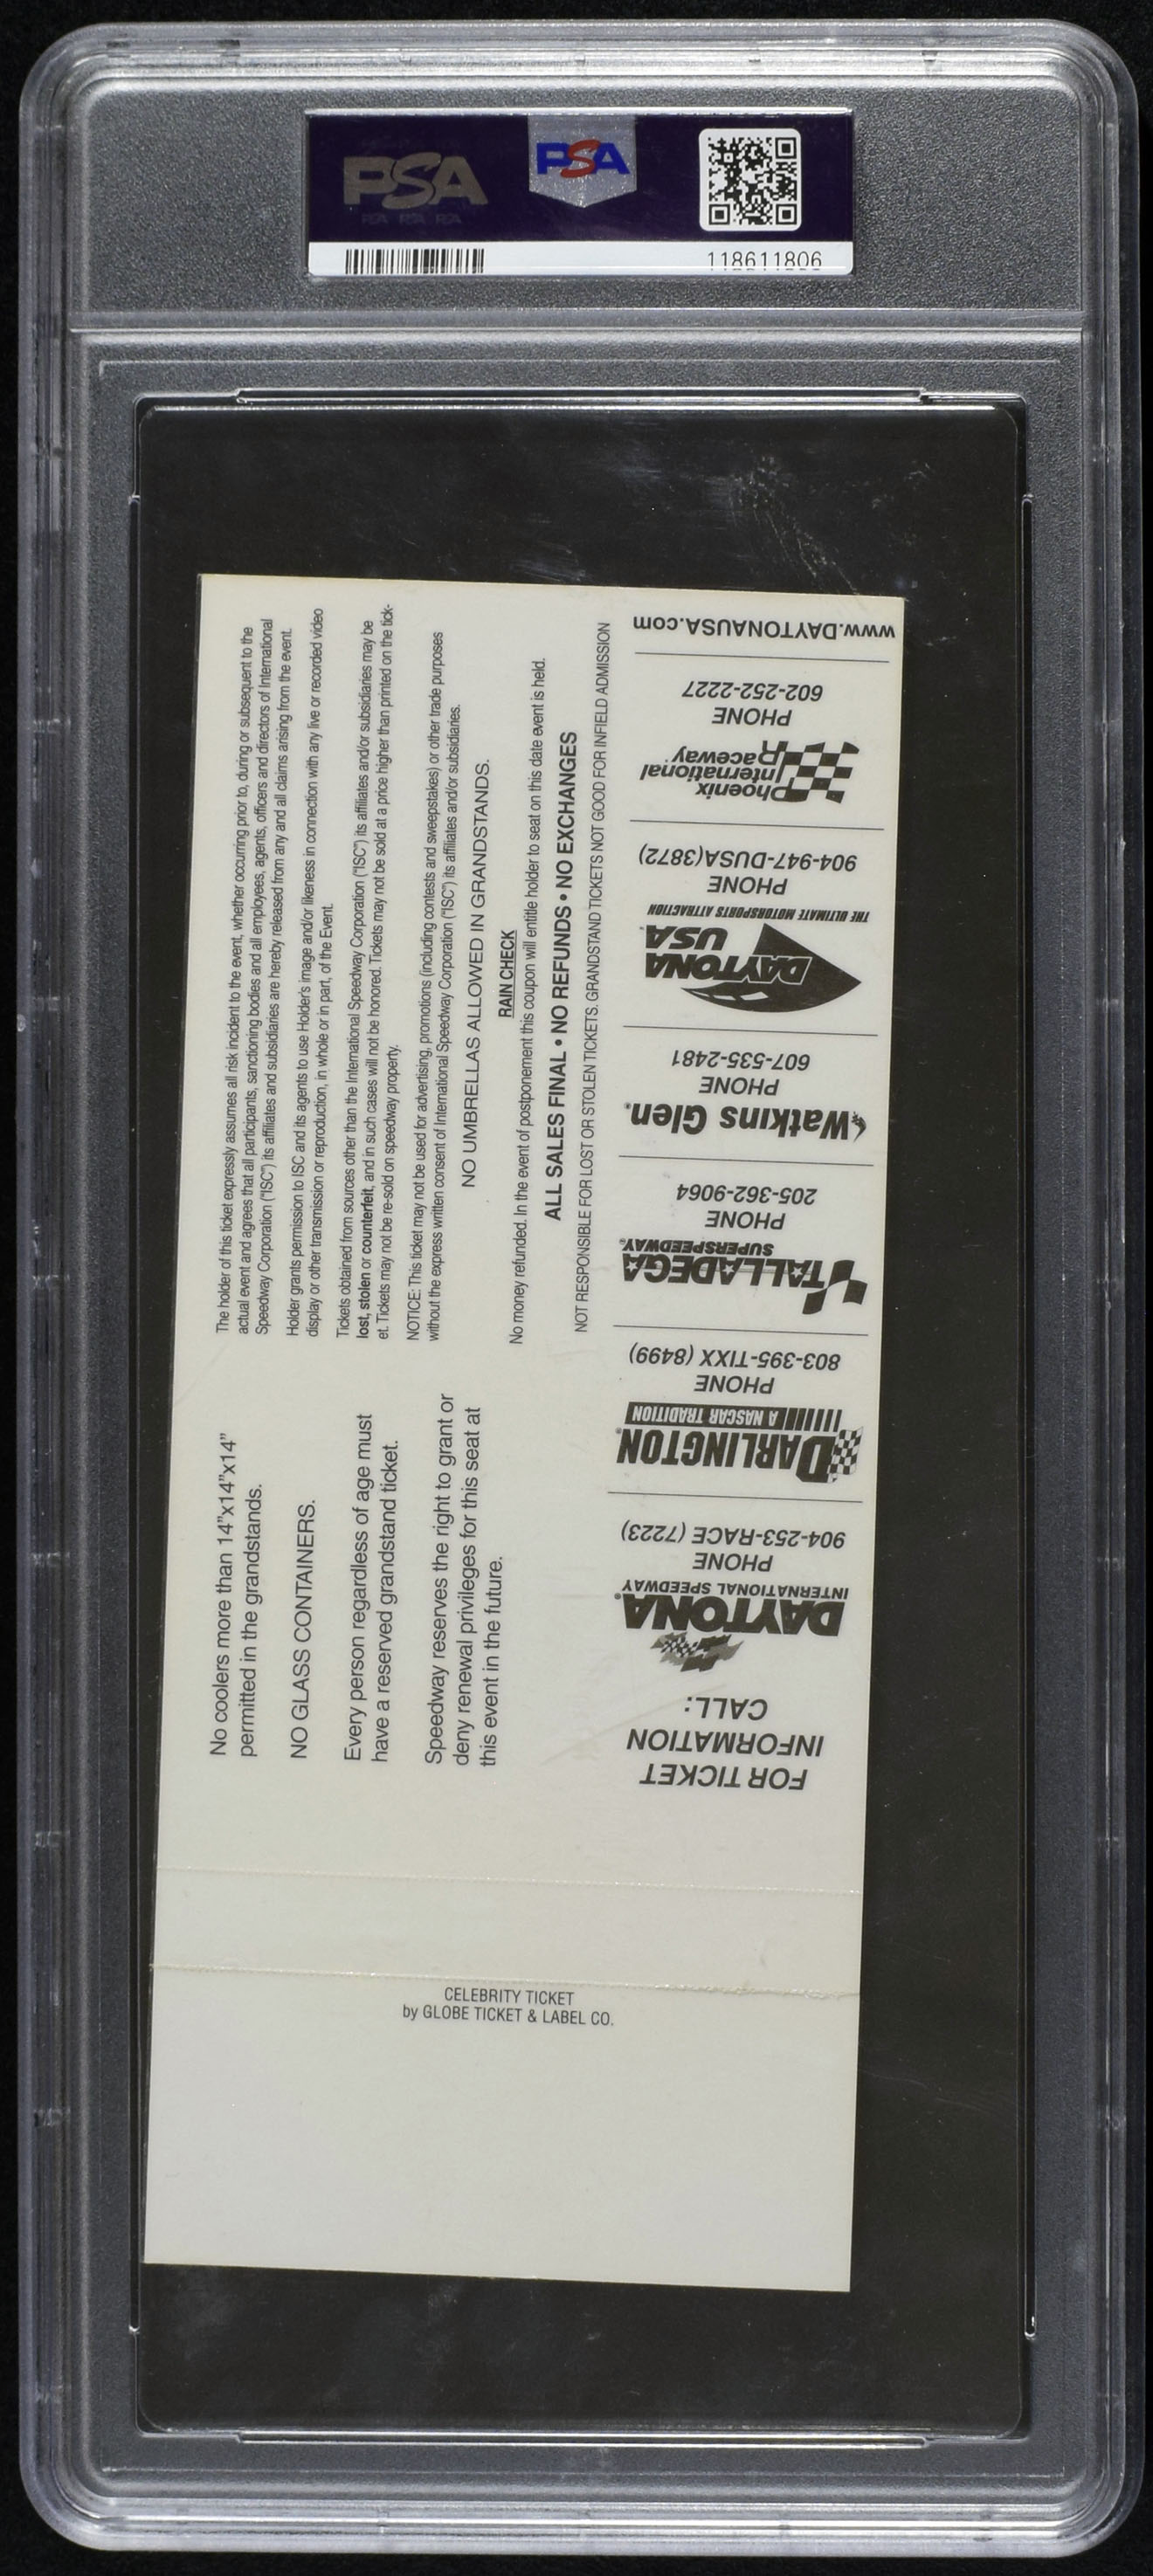 PSA
PSA PSA PSA
PSA
118611806
The holder of this ticket expressly assumes all risk incident to the event, whether occurring prior to, during or subsequent to the
actual event and agrees that all participants, sanctioning bodies and all employees, agents, officers and directors of International
Speedway Corporation ("ISC") its affiliates and subsidiaries are hereby released from any and all claims arising from the event.
Holder grants permission to ISC and its agents to use Holder's image and/or likeness in connection with any live or recorded video
display or other transmission or reproduction, in whole or in part, of the Event.
Tickets obtained from sources other than the International Speedway Corporation ("ISC") its affiliates and/or subsidiaries may be
lost, stolen or counterfeit, and in such cases will not be honored. Tickets may not be sold at a price higher than printed on the tick-
et. Tickets may not be re-sold on speedway property.
NOTICE: This ticket may not be used for advertising, promotions (including contests and sweepstakes) or other trade purposes
without the express written consent of International Speedway Corporation ("ISC") its affiliates and/or subsidiaries.
NO UMBRELLAS ALLOWED IN GRANDSTANDS.
RAIN CHECK
No money refunded. In the event of postponement this coupon will entitle holder to seat on this date event is held.
ALL SALES FINAL • NO REFUNDS • NO EXCHANGES
NOT RESPONSIBLE FOR LOST OR STOLEN TICKETS. GRANDSTAND TICKETS NOT GOOD FOR INFIELD ADMISSION
No coolers more than 14"x14"x14"
permitted in the grandstands.
NO GLASS CONTAINERS.
Every person regardless of age must
have a reserved grandstand ticket.
Speedway reserves the right to grant or
deny renewal privileges for this seat at
this event in the future.
FOR TICKET
INFORMATION
CALL:
DAYTONA
INTERNATIONAL SPEEDWAY
PHONE
904-253-RACE (7223)
DARLINGTON
A NASCAR TRADITION
PHONE
803-395-TIXX (8499)
TALLADEGA
SUPERSPEEDWAY
PHONE
205-362-9064
Watkins Glen
PHONE
607-535-2481
DAYTONA
USA
THE ULTIMATE MOTORSPORTS ATTRACTION
PHONE
904-947-DUSA(3872)
Phoenix
International
Raceway
PHONE
602-252-2227
www.DAYTONAUSA.com
CELEBRITY TICKET
by GLOBE TICKET & LABEL CO.